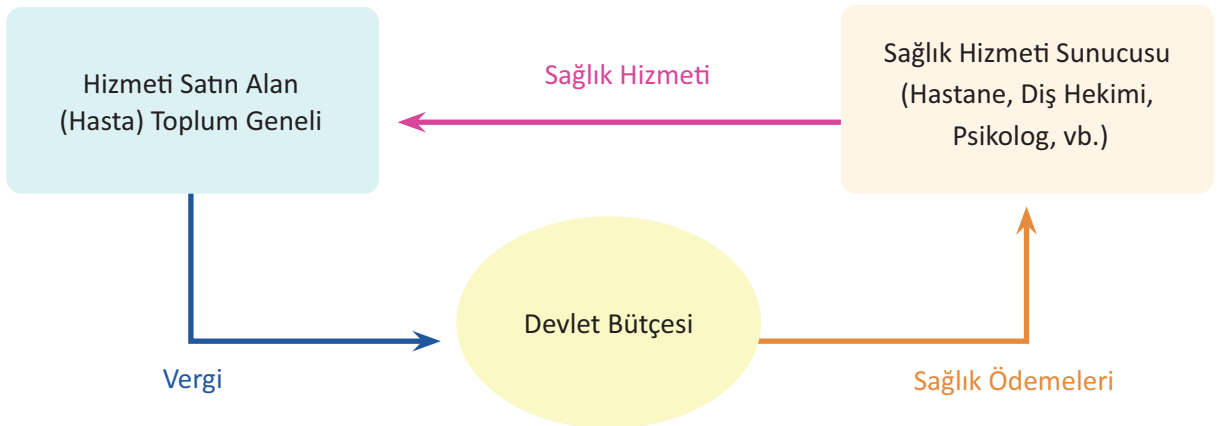 Hizmeti Satın Alan
(Hasta) Toplum Geneli
Sağlık Hizmeti
Sağlık Hizmeti Sunucusu
(Hastane, Diş Hekimi,
Psikolog, vb.)
Devlet Bütçesi
Vergi
Sağlık Ödemeleri